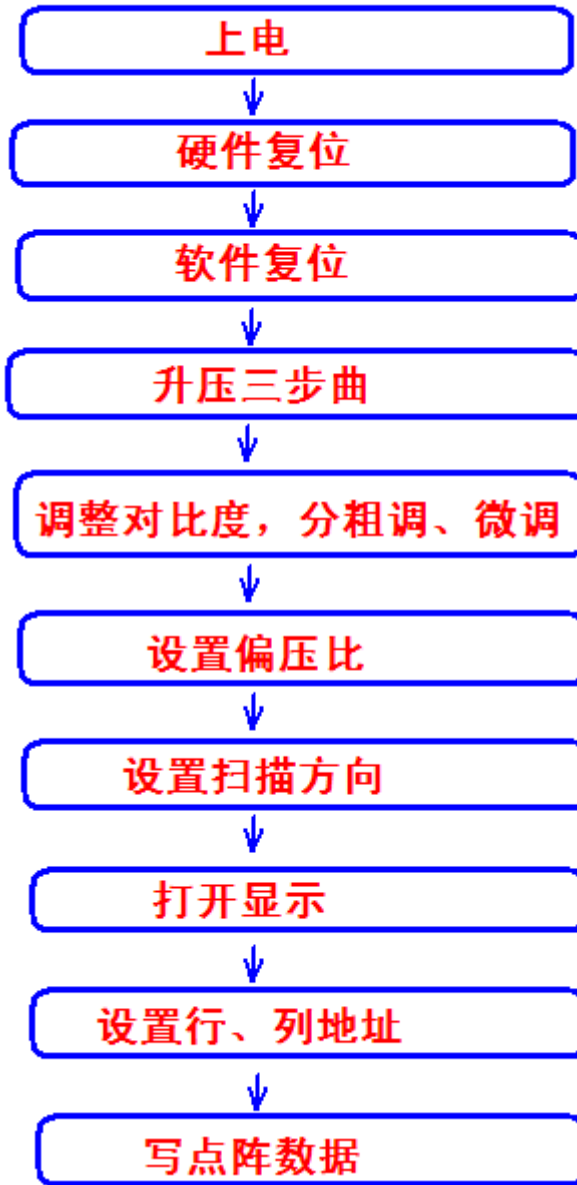 上电
硬件复位
软件复位
升压三步曲
调整对比度，分粗调、微调
设置偏压比
设置扫描方向
打开显示
设置行、列地址
写点阵数据